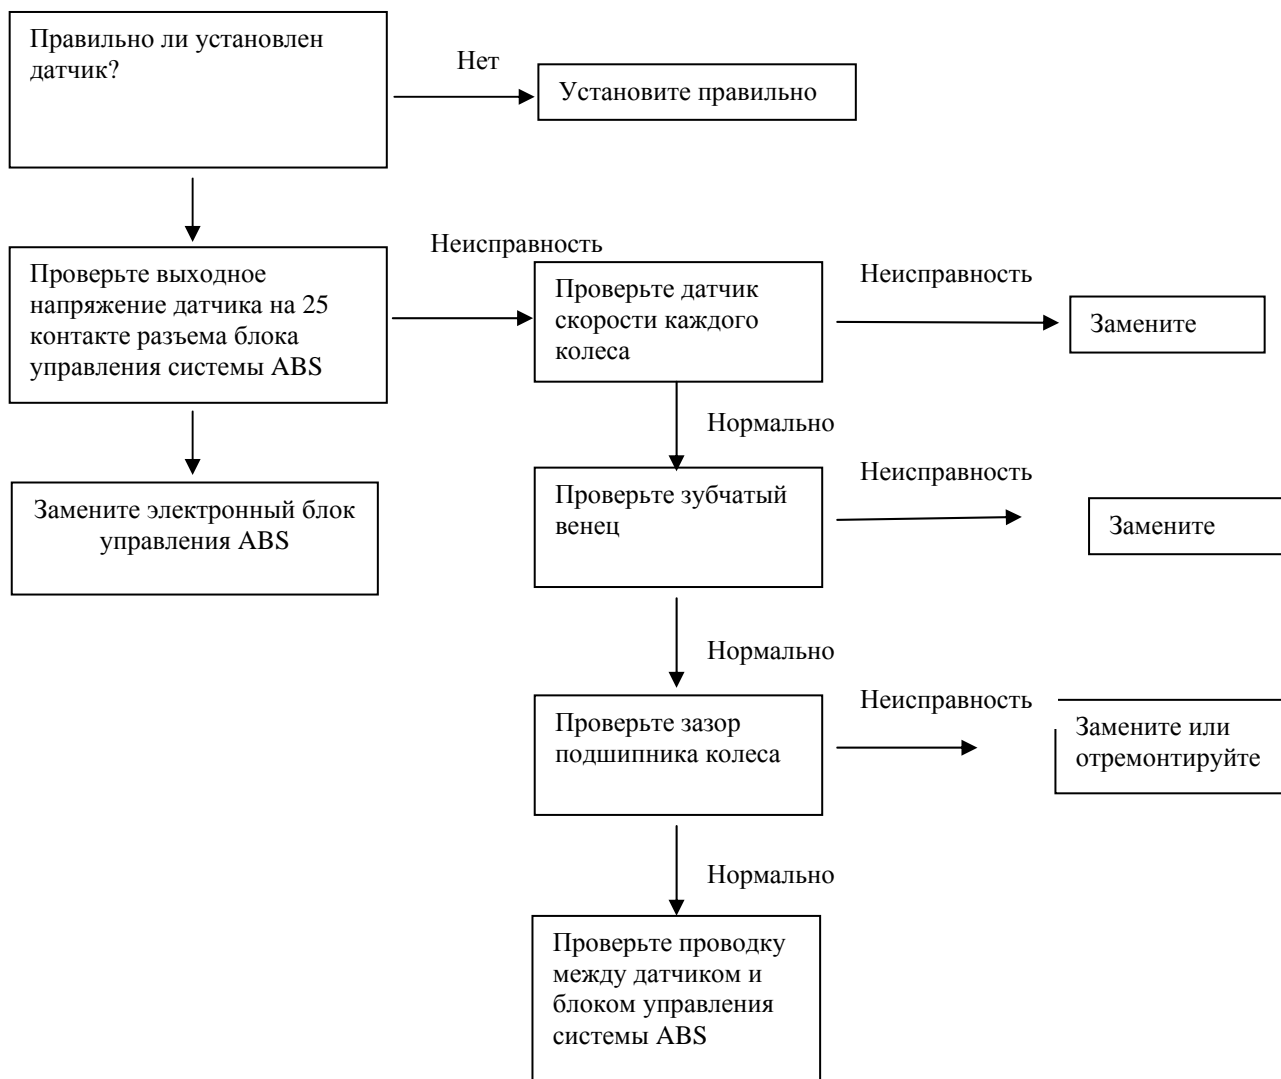 Правильно ли установлен
датчик?
Нет
Установите правильно
Проверьте выходное
напряжение датчика на 25
контакте разъема блока
управления системы ABS
Неисправность
Проверьте датчик
скорости каждого
колеса
Неисправность
Замените
Нормально
Замените электронный блок
управления ABS
Проверьте зубчатый
венец
Неисправность
Замените
Нормально
Проверьте зазор
подшипника колеса
Неисправность
Замените или
отремонтируйте
Нормально
Проверьте проводку
между датчиком и
блоком управления
системы ABS